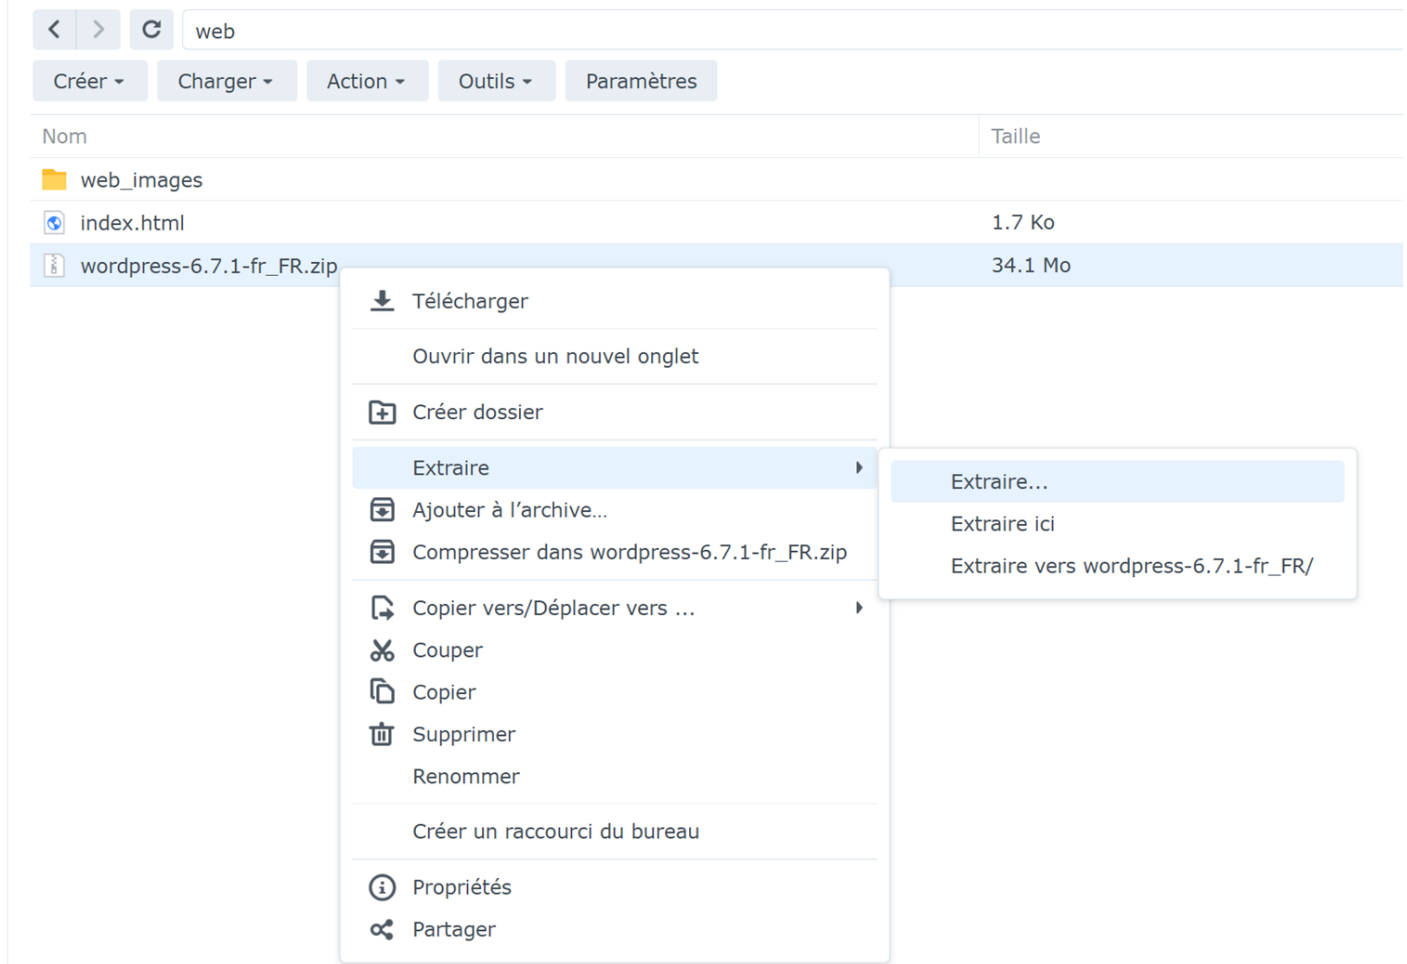 web
Créer Charger Action Outils Paramètres
Nom Taille
web_images
index.html 1.7 Ko
wordpress-6.7.1-fr_FR.zip 34.1 Mo
Télécharger
Ouvrir dans un nouvel onglet
Créer dossier
Extraire
Extraire...
Ajouter à l’archive...
Extraire ici
Compresser dans wordpress-6.7.1-fr_FR.zip
Extraire vers wordpress-6.7.1-fr_FR/
Copier vers/Déplacer vers ...
Couper
Copier
Supprimer
Renommer
Créer un raccourci du bureau
Propriétés
Partager